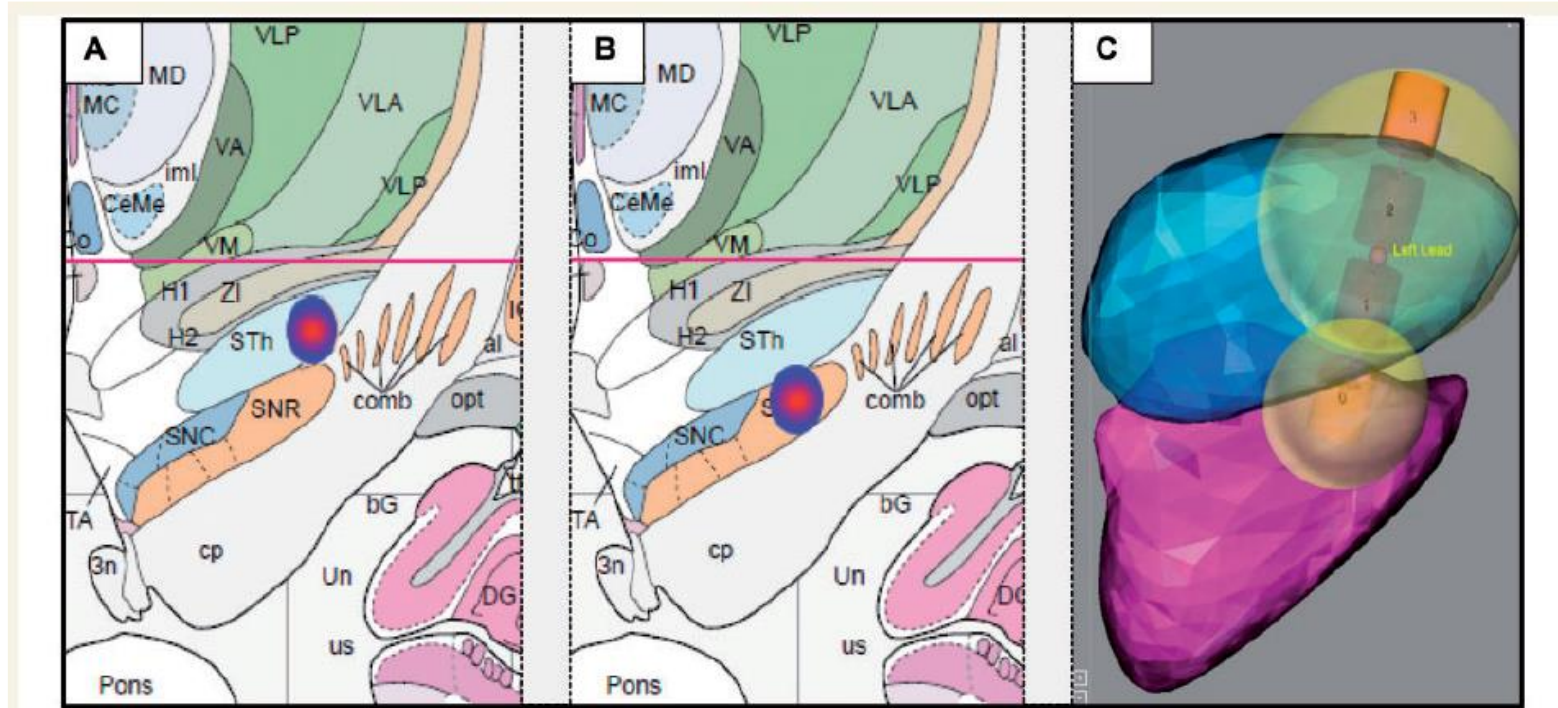 A
VLP
MD
MC
VLA
VA
iml
VLP
CeMe
VM
H1
ZI
H2
STh
al
SNR
comb
opt
SNC
bG
TA
cp
3n
Un
DG
us
Pons
B
VLP
MD
MC
VLA
VA
iml
VLP
CeMe
VM
H1
ZI
H2
STh
al
comb
opt
SNC
bG
TA
cp
3n
Un
us
Pons
C
3
2
Left Lead
1
0